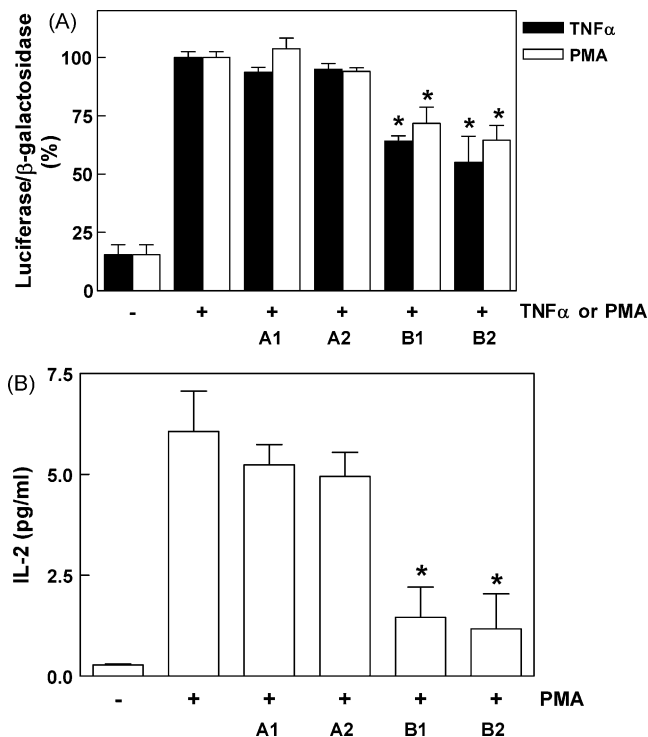 (A)
TNFα
PMA
Luciferase/β-galactosidase
(%)
100
75
50
25
0
* * * *
- + + + + + TNFα or PMA
A1 A2 B1 B2
(B)
IL-2 (pg/ml)
7.5
5.0
2.5
0.0
* *
- + + + + + PMA
A1 A2 B1 B2